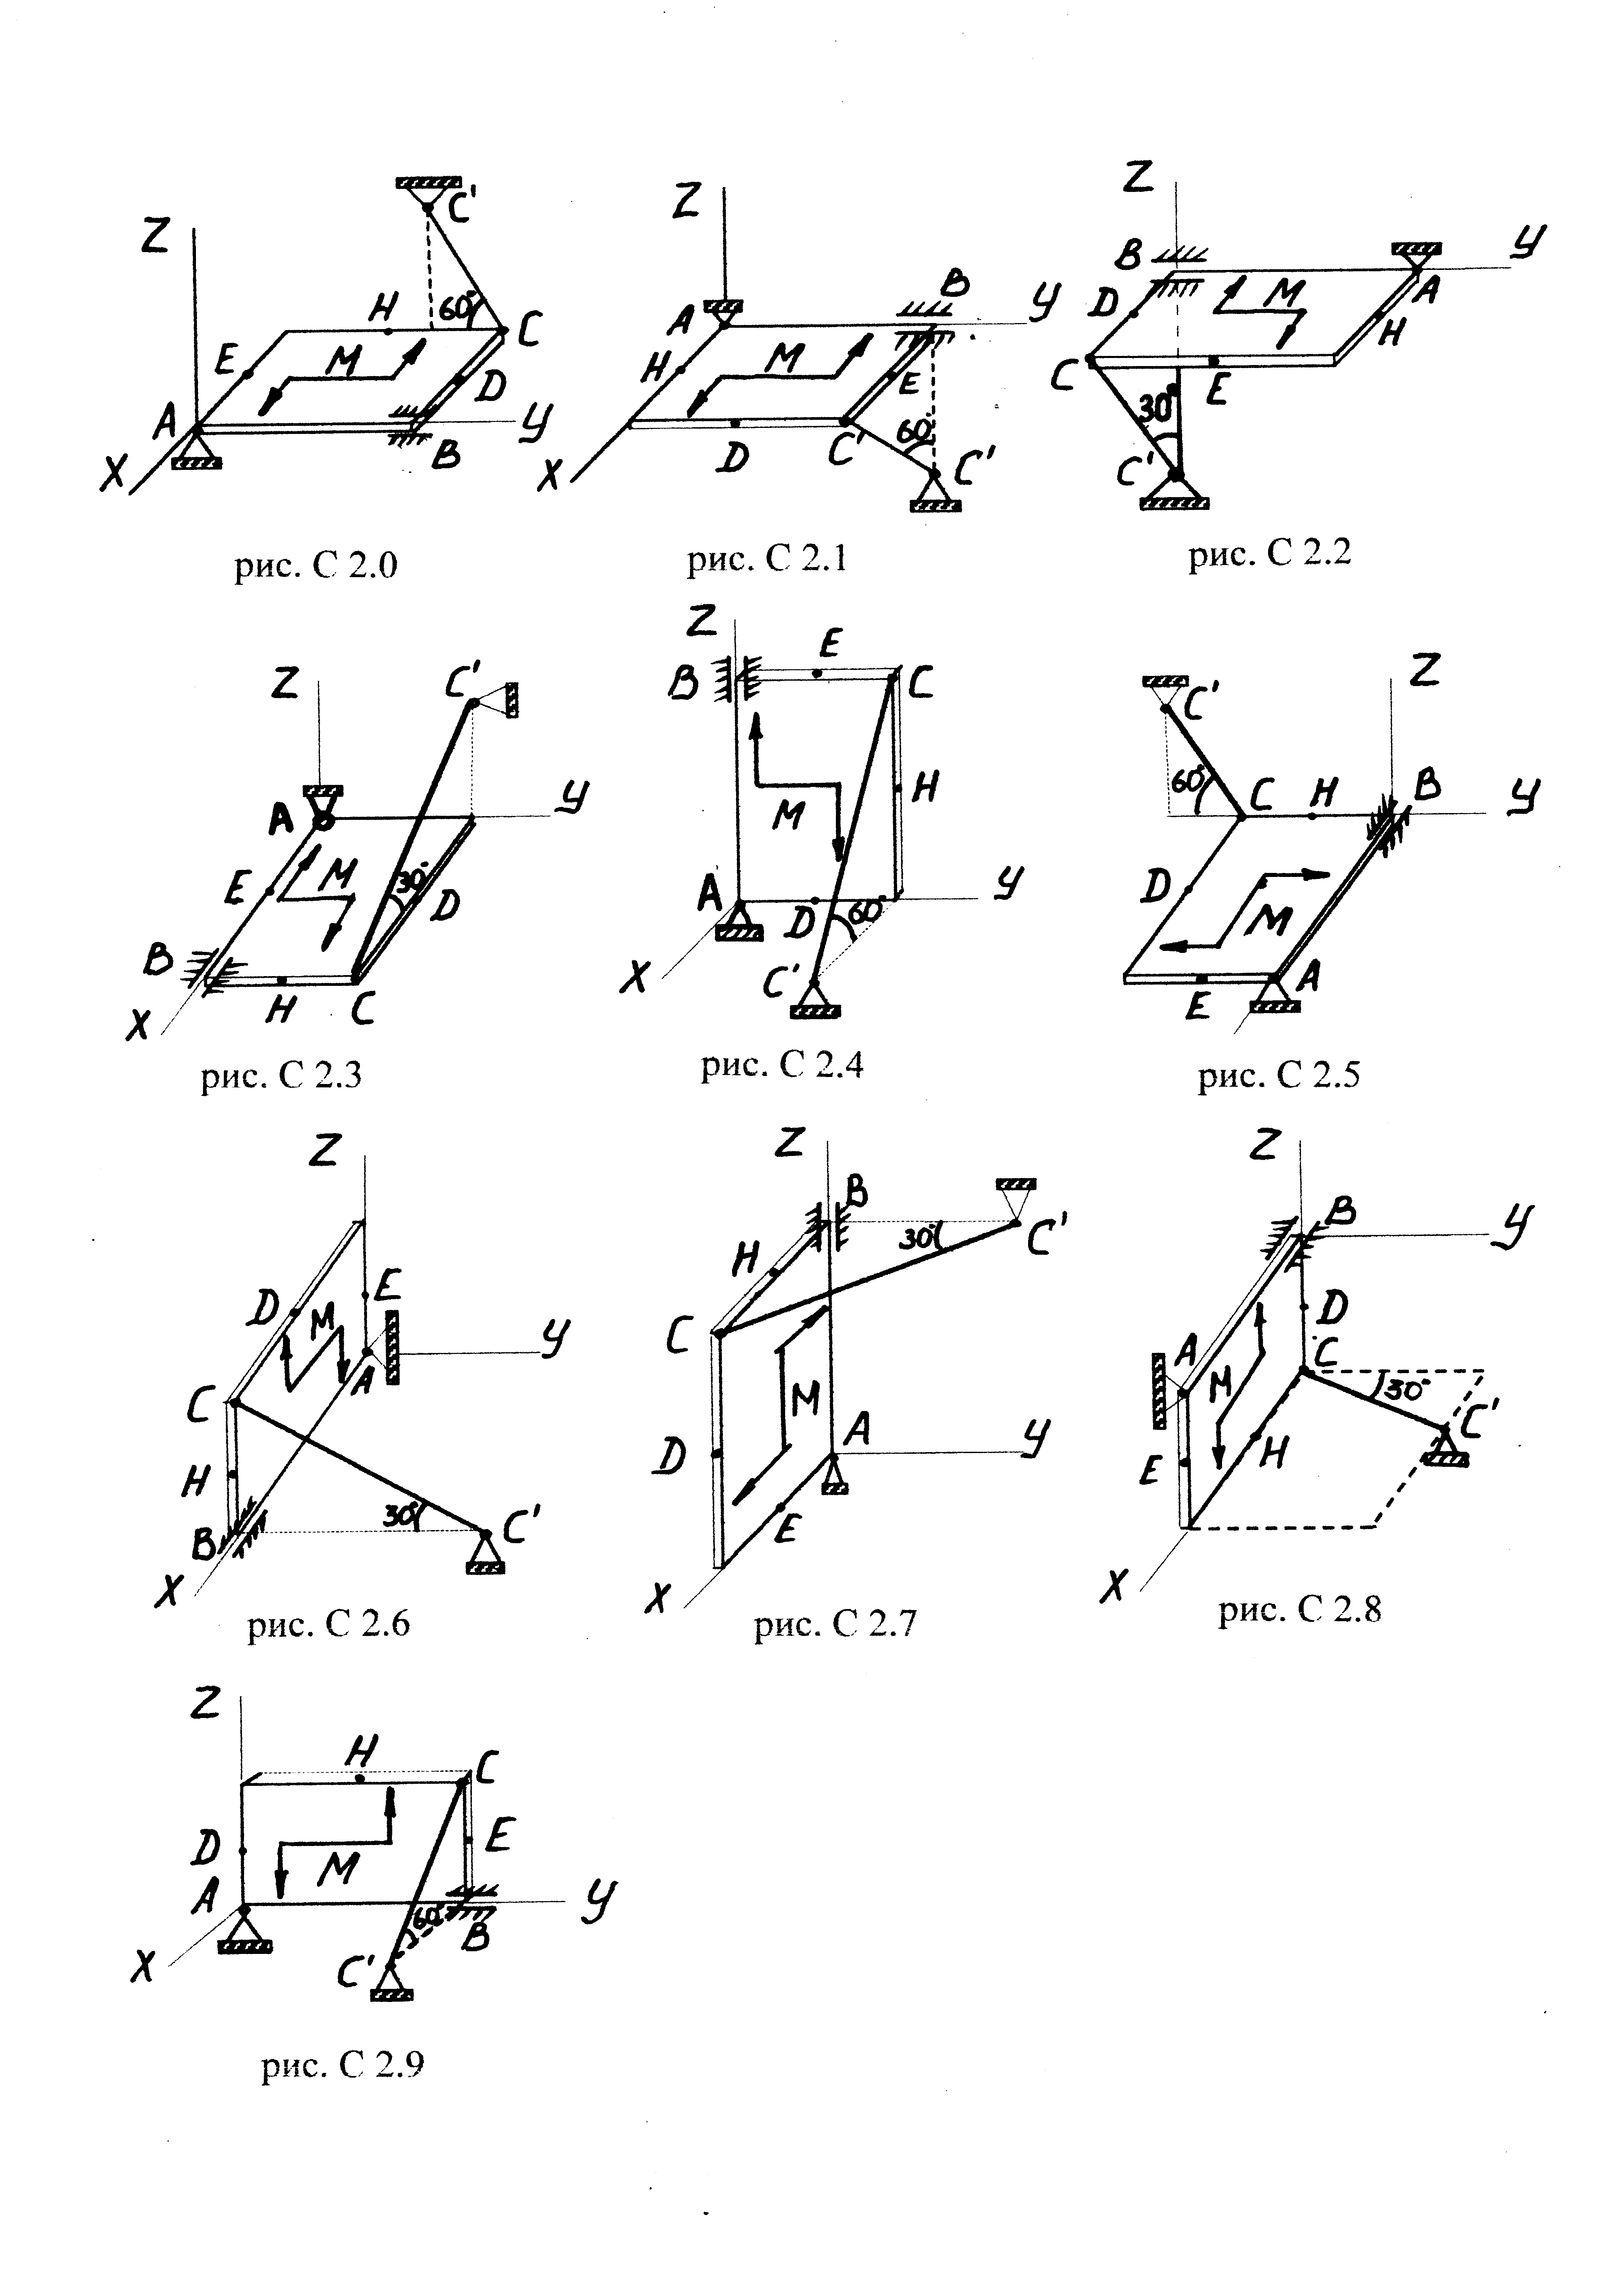 Z
C'
H
60°
C
E
M
D
A
У
B
X
рис. С 2.0
Z
A
B
У
H
M
E
60°
X
D
C'
C'
рис. С 2.1
Z
B
У
D
M
A
H
C
E
30°
C'
рис. С 2.2
Z
C'
A
У
E
M
30°
D
B
X
H
C
рис. С 2.3
Z
E
B
C
H
M
A
D
60°
У
X
C'
рис. С 2.4
Z
C'
60°
C
H
B
У
D
M
E
A
рис. С 2.5
Z
D
M
E
У
C
A
H
B
30°
C'
X
рис. С 2.6
Z
B
H
30°
C'
C
M
D
A
У
E
X
рис. С 2.7
Z
B
У
A
D
C
M
30°
C'
E
H
X
рис. С 2.8
Z
H
C
D
E
M
A
У
60°
B
X
C'
рис. С 2.9